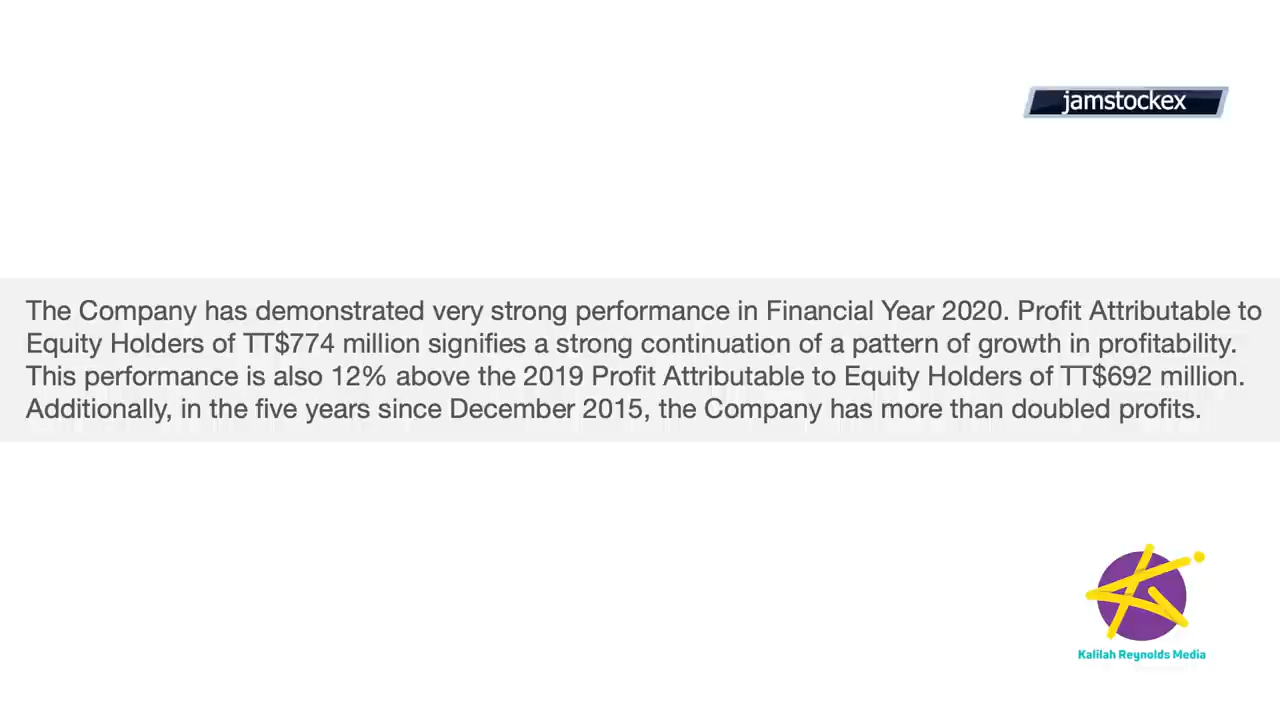 jamstockex
The Company has demonstrated very strong performance in Financial Year 2020. Profit Attributable to
Equity Holders of TT$774 million signifies a strong continuation of a pattern of growth in profitability.
This performance is also 12% above the 2019 Profit Attributable to Equity Holders of TT$692 million.
Additionally, in the five years since December 2015, the Company has more than doubled profits.
Kalilah Reynolds Media